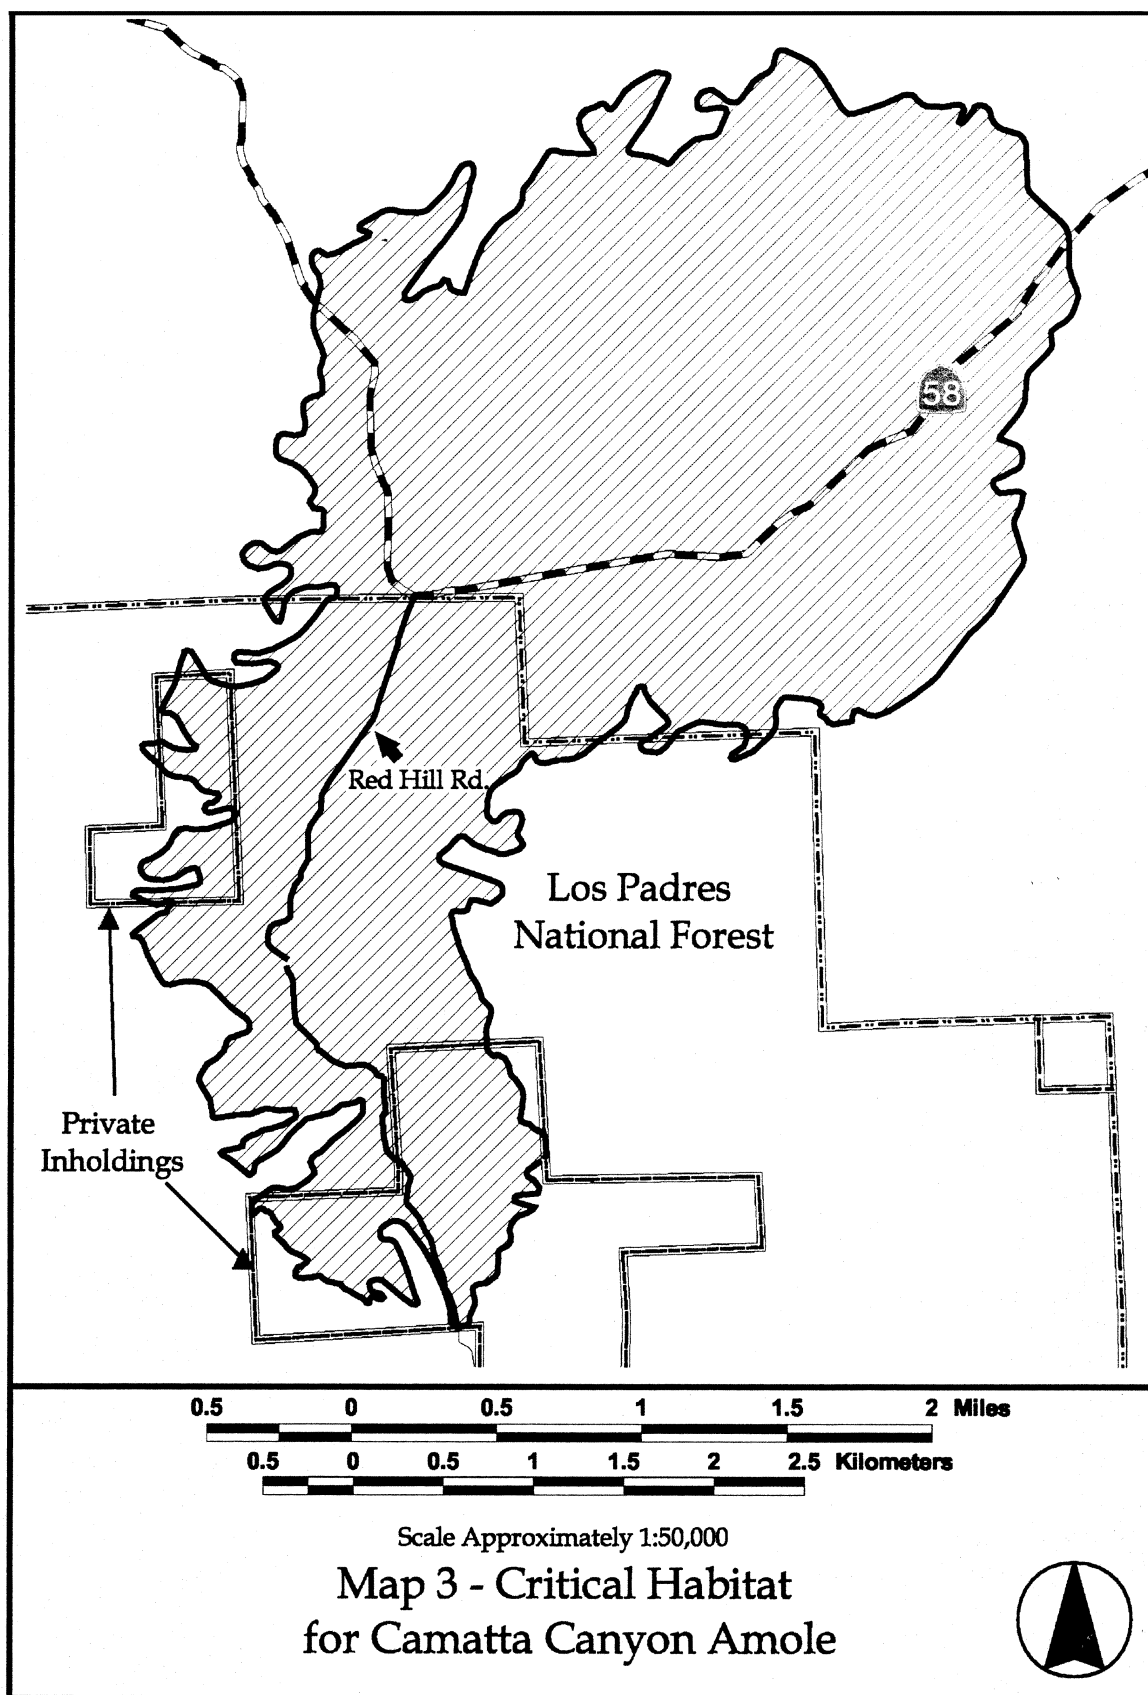 58
Red Hill Rd.
Los Padres
National Forest
Private
Inholdings
0.5 0 0.5 1 1.5 2 Miles
0.5 0 0.5 1 1.5 2 2.5 Kilometers
Scale Approximately 1:50,000
Map 3 - Critical Habitat
for Camatta Canyon Amole